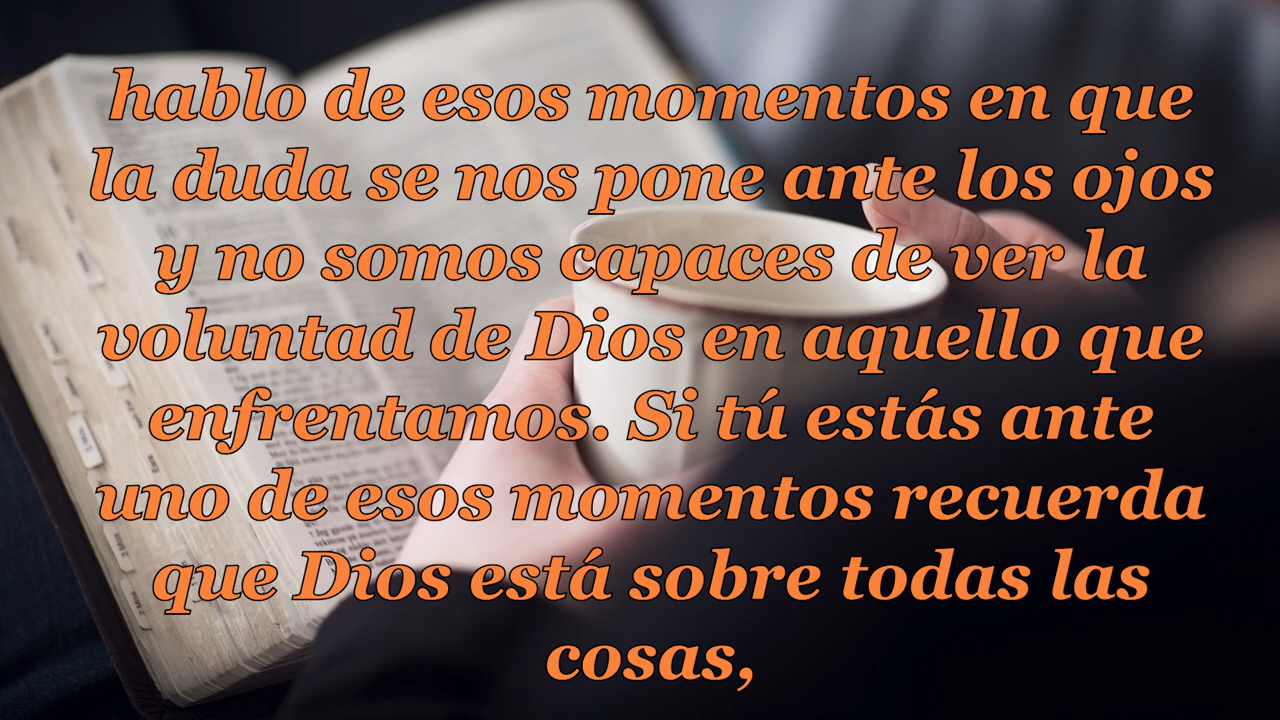 hablo de esos momentos en que
la duda se nos pone ante los ojos
y no somos capaces de ver la
voluntad de Dios en aquello que
enfrentamos. Si tú estás ante
uno de esos momentos recuerda
que Dios está sobre todas las
cosas,